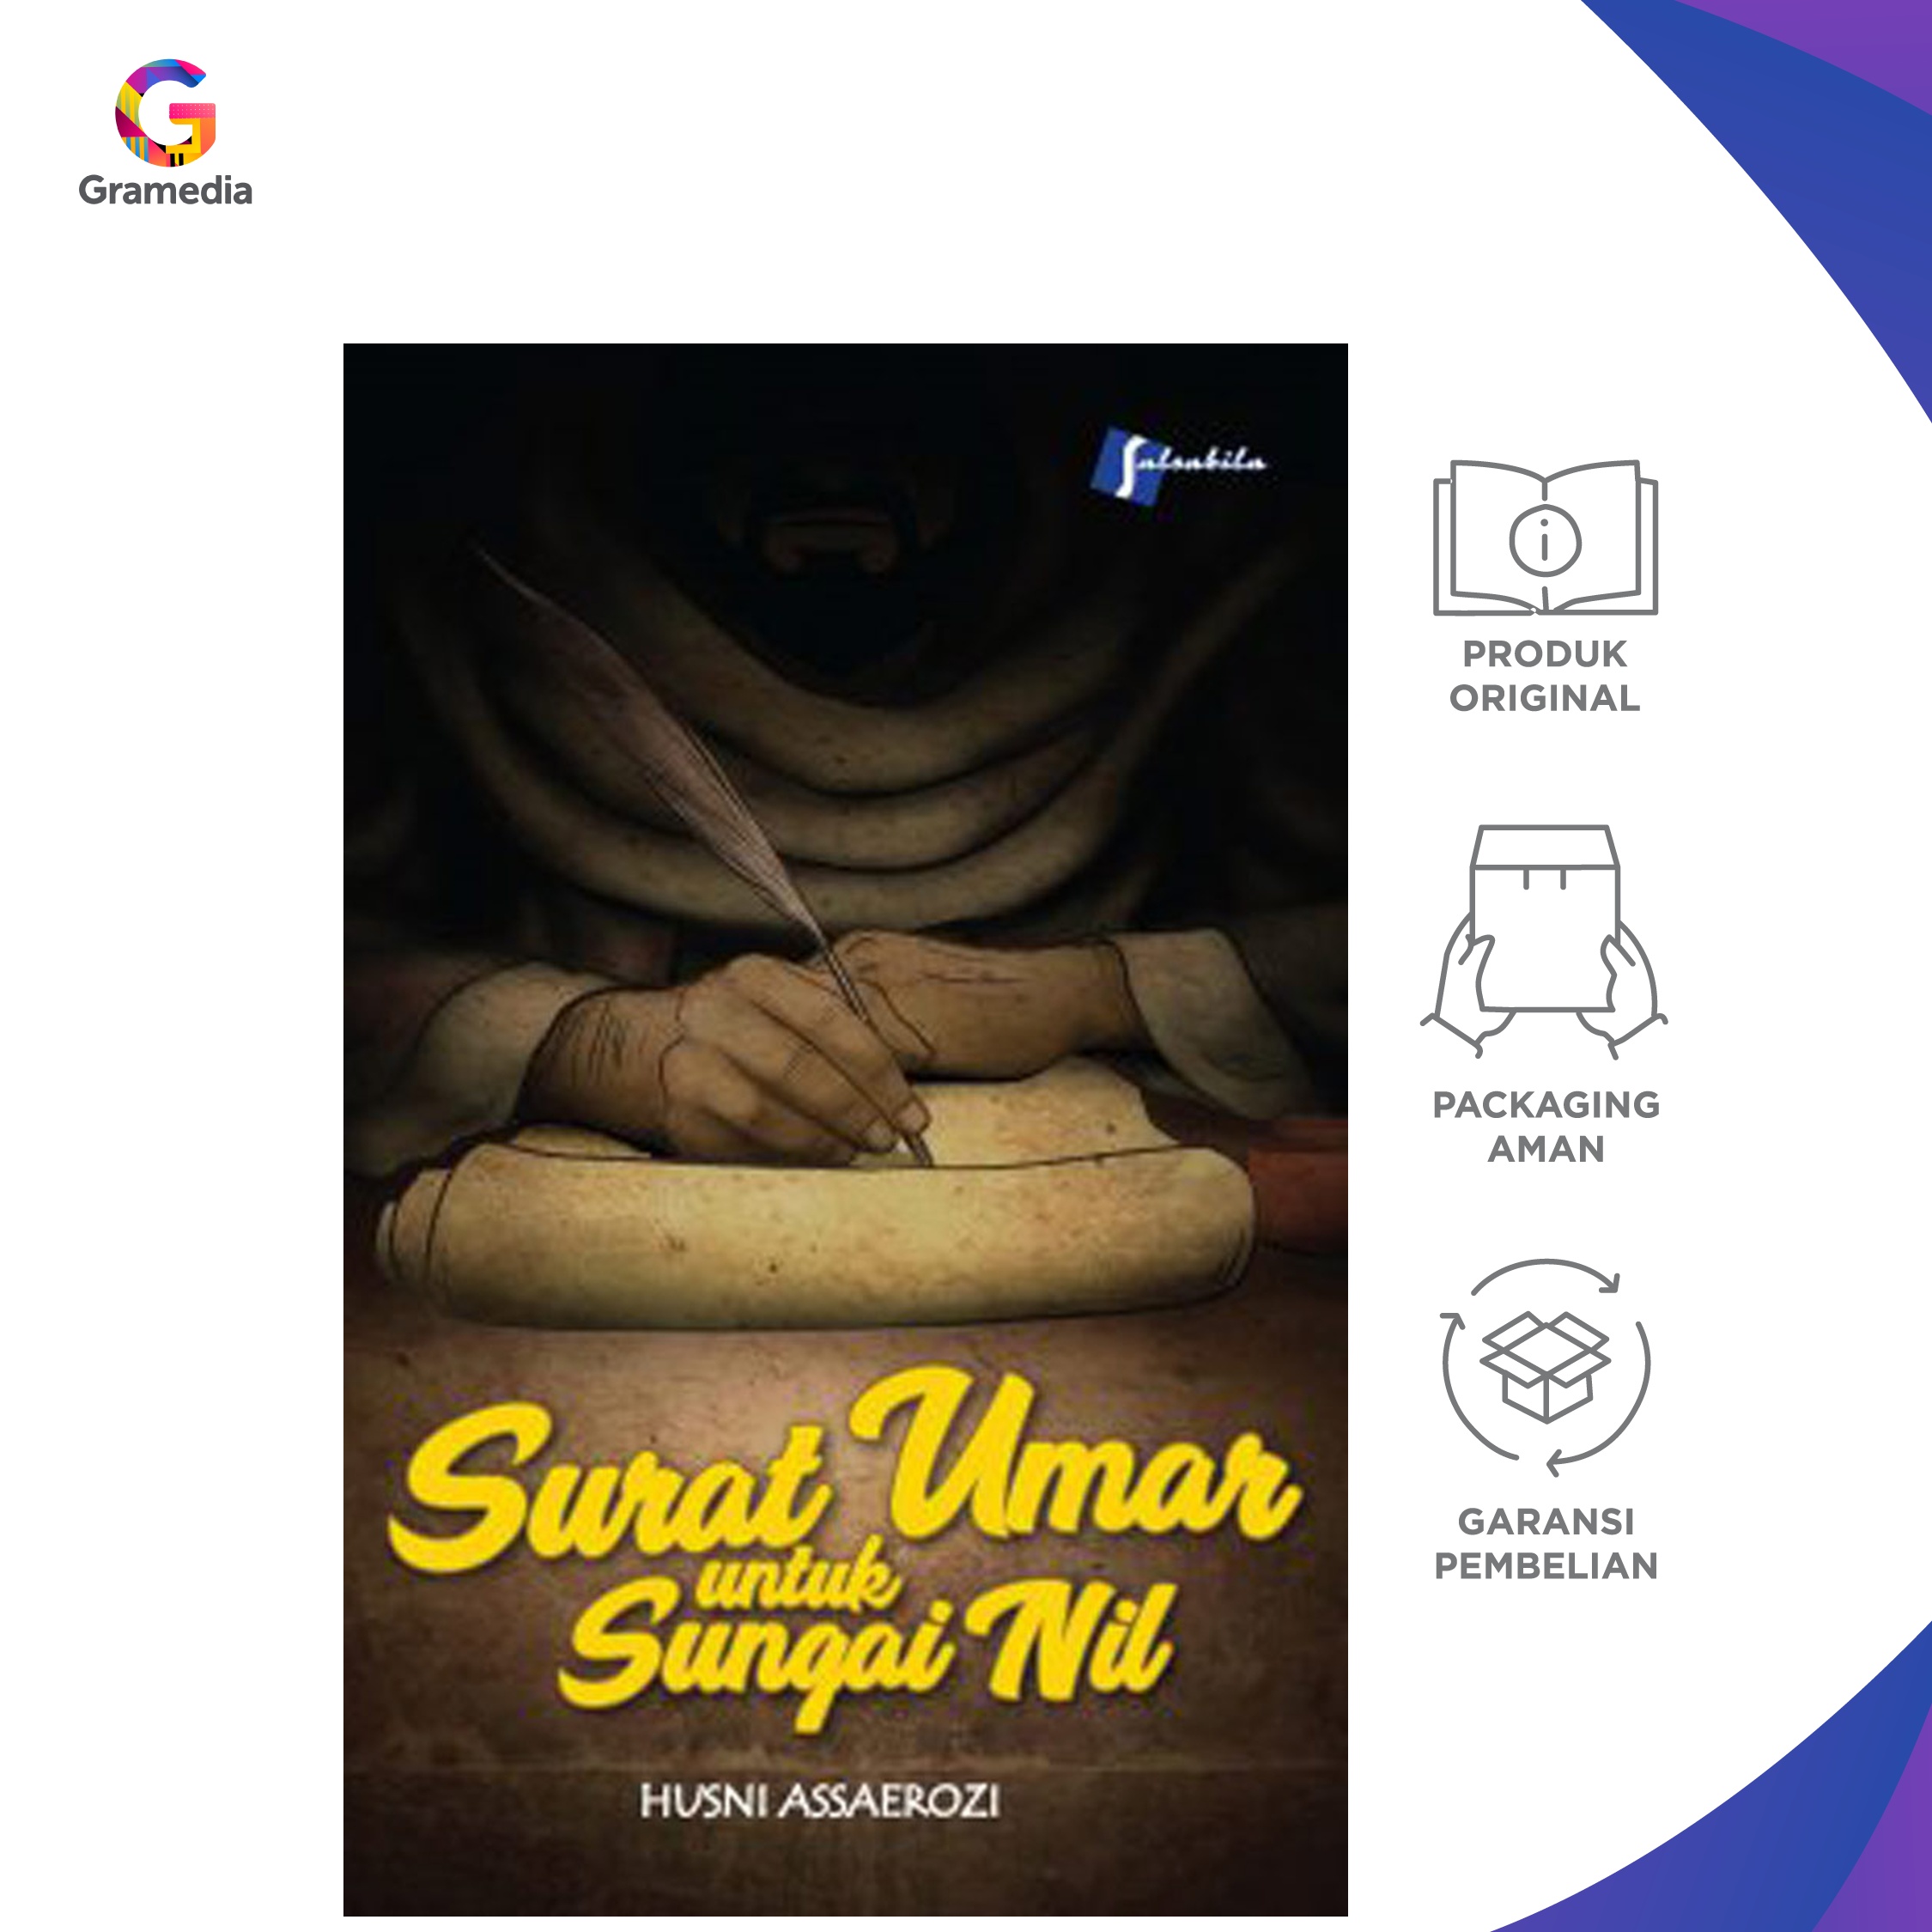 Gramedia
Salsabila
Surat Umar
untuk
Sungai Nil
HUSNI ASSAEROZI
PRODUK
ORIGINAL
PACKAGING
AMAN
GARANSI
PEMBELIAN